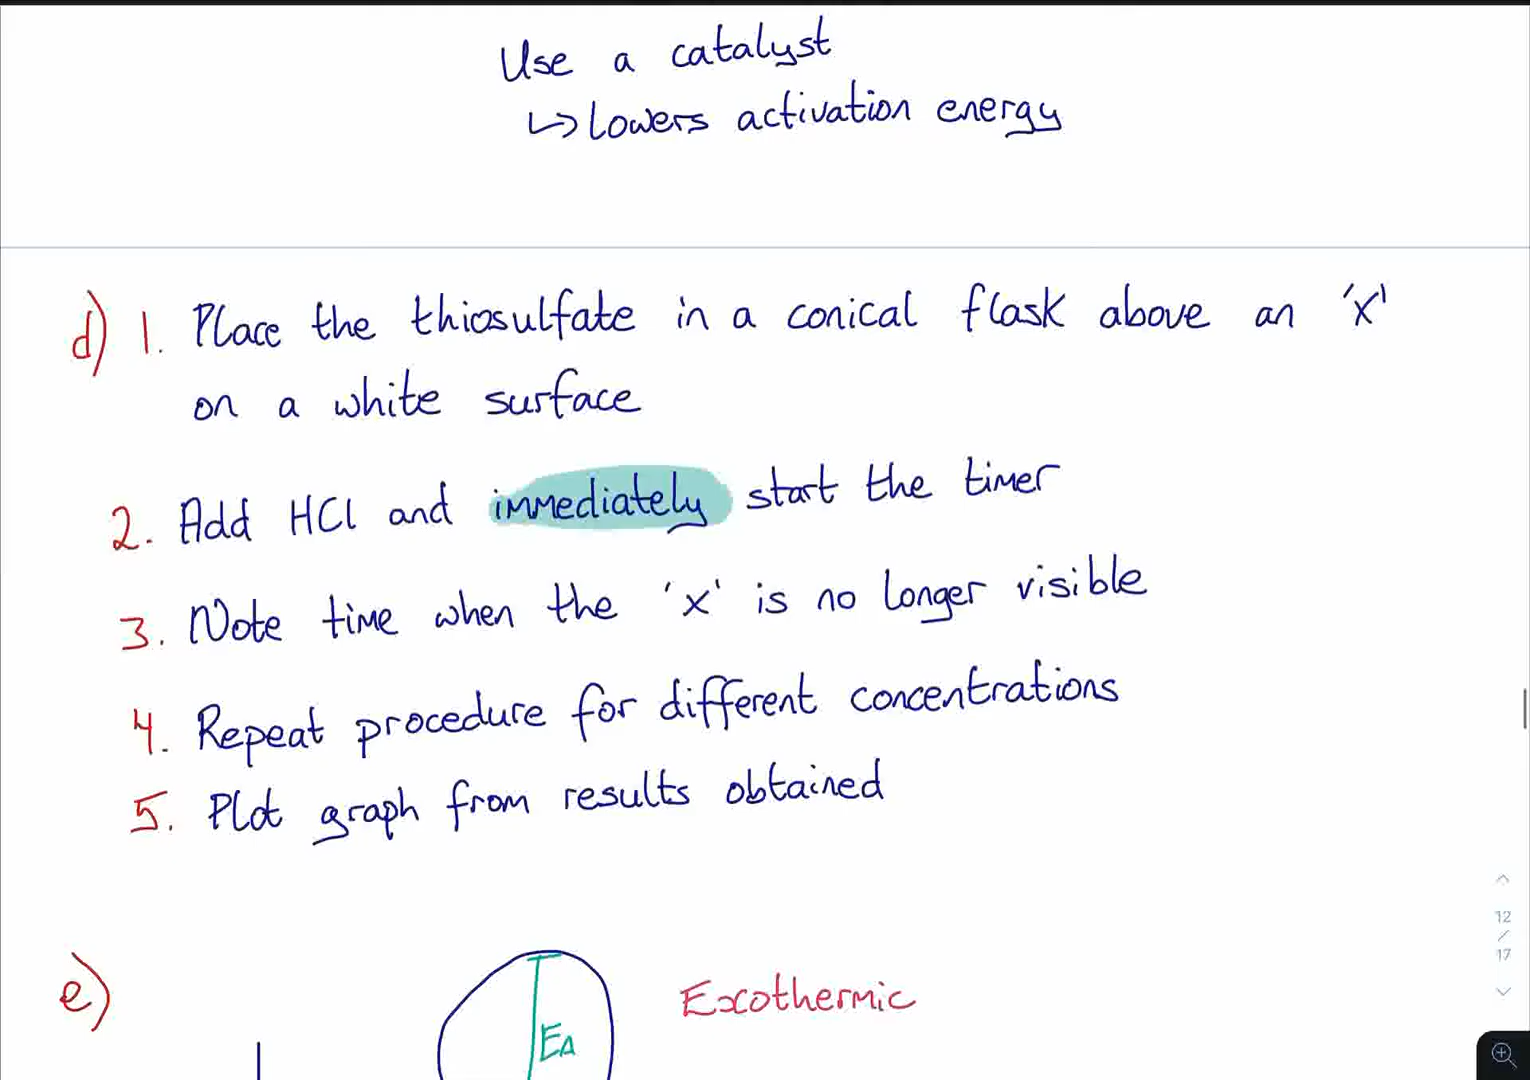 Use a catalyst
↳ Lowers activation energy
d) 1. Place the thiosulfate in a conical flask above an 'x'
on a white surface
2. Add HCl and immediately start the timer
3. Note time when the 'x' is no longer visible
4. Repeat procedure for different concentrations
5. Plot graph from results obtained
e)
Exothermic
EA
12
/
17